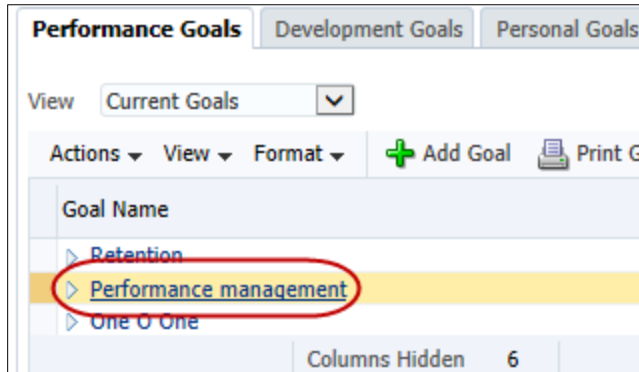 Performance Goals Development Goals Personal Goals
View Current Goals
Actions View Format Add Goal Print G
Goal Name
Retention
Performance management
One O One
Columns Hidden 6